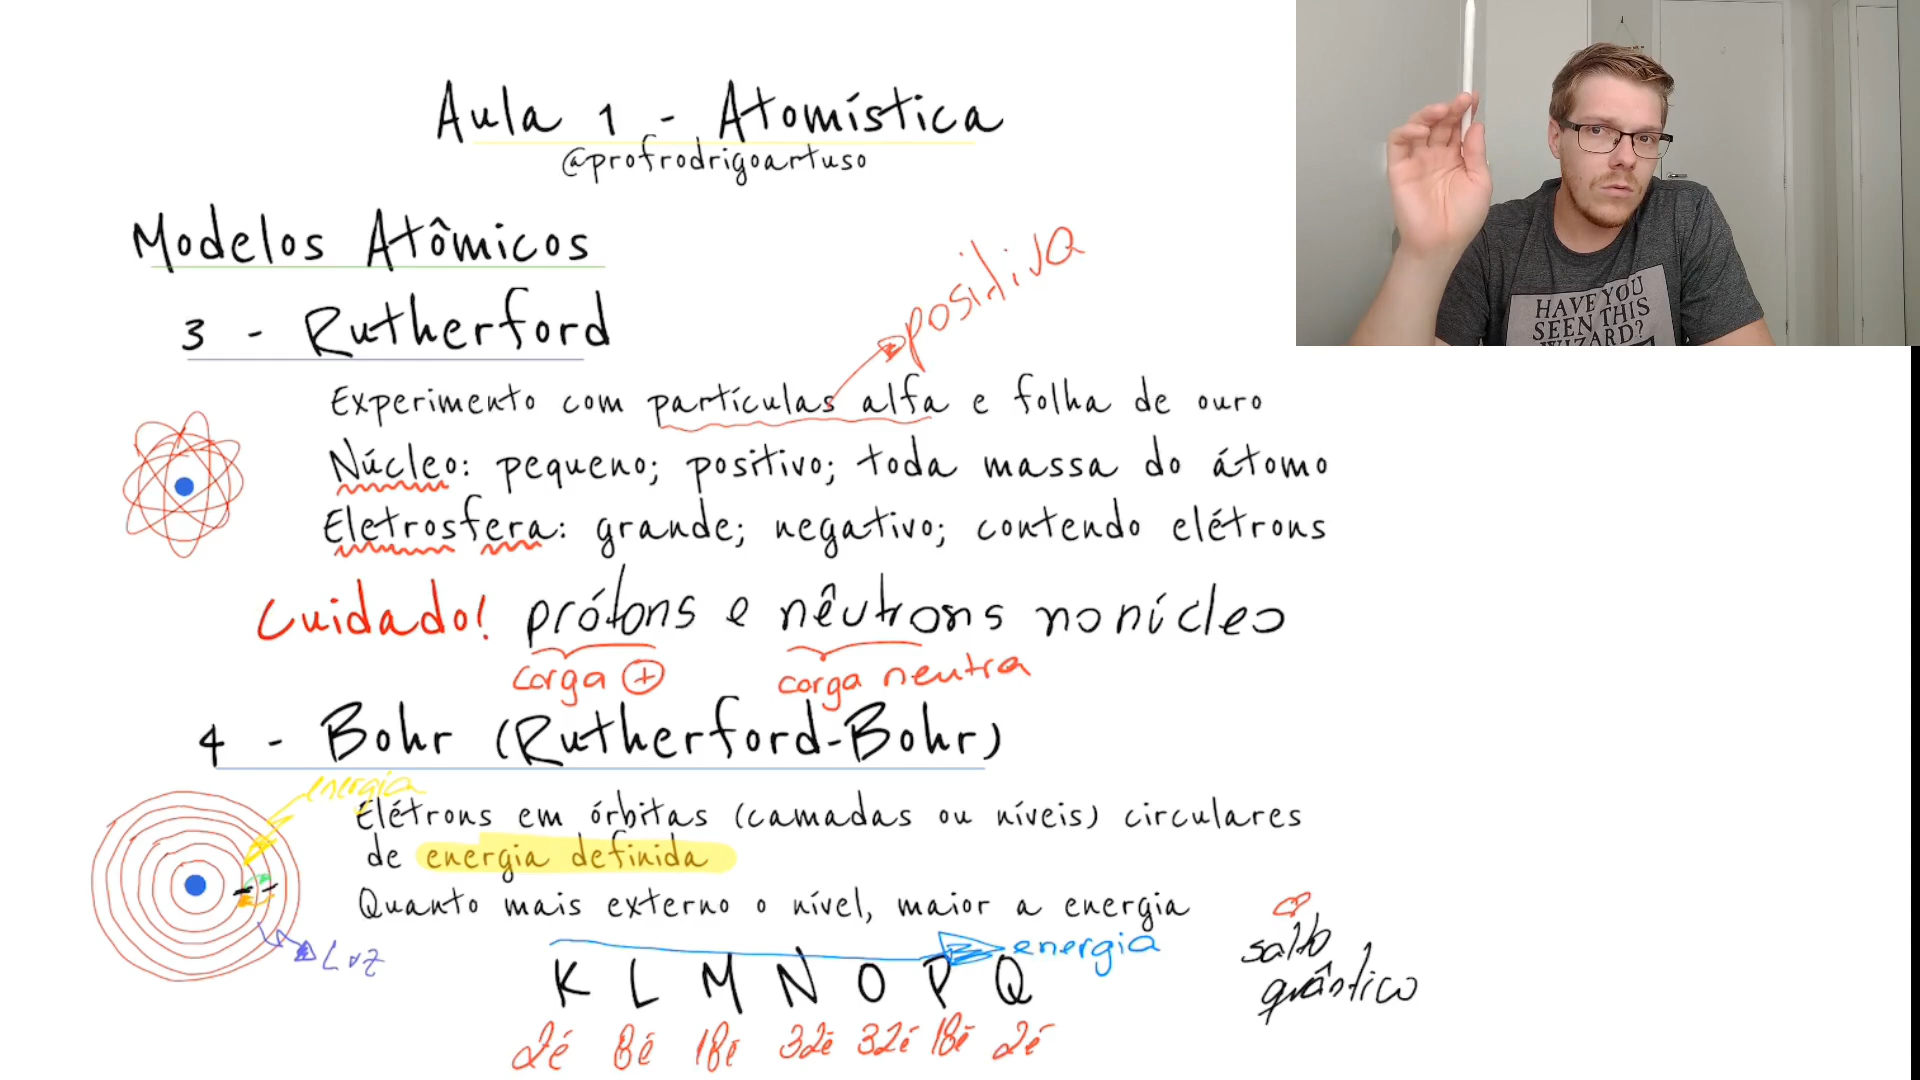 Aula 1 - Atomística
@profrodrigoartuso
HAVE YOU
SEEN THIS
WIZARD?
Modelos Atômicos
3 - Rutherford
positiva
Experimento com partículas alfa e folha de ouro
Núcleo: pequeno; positivo; toda massa do átomo
Eletrosfera: grande; negativo; contendo elétrons
Cuidado! prótons e nêutrons no nícleo
carga + carga neutra
4 - Bohr (Rutherford-Bohr)
energia
Elétrons em órbitas (camadas ou níveis) circulares
de energia definida
Quanto mais externo o nível, maior a energia
Luz
energia
salto
quântico
K L M N O P Q
2é 8é 18é 32é 32é 18é 2é